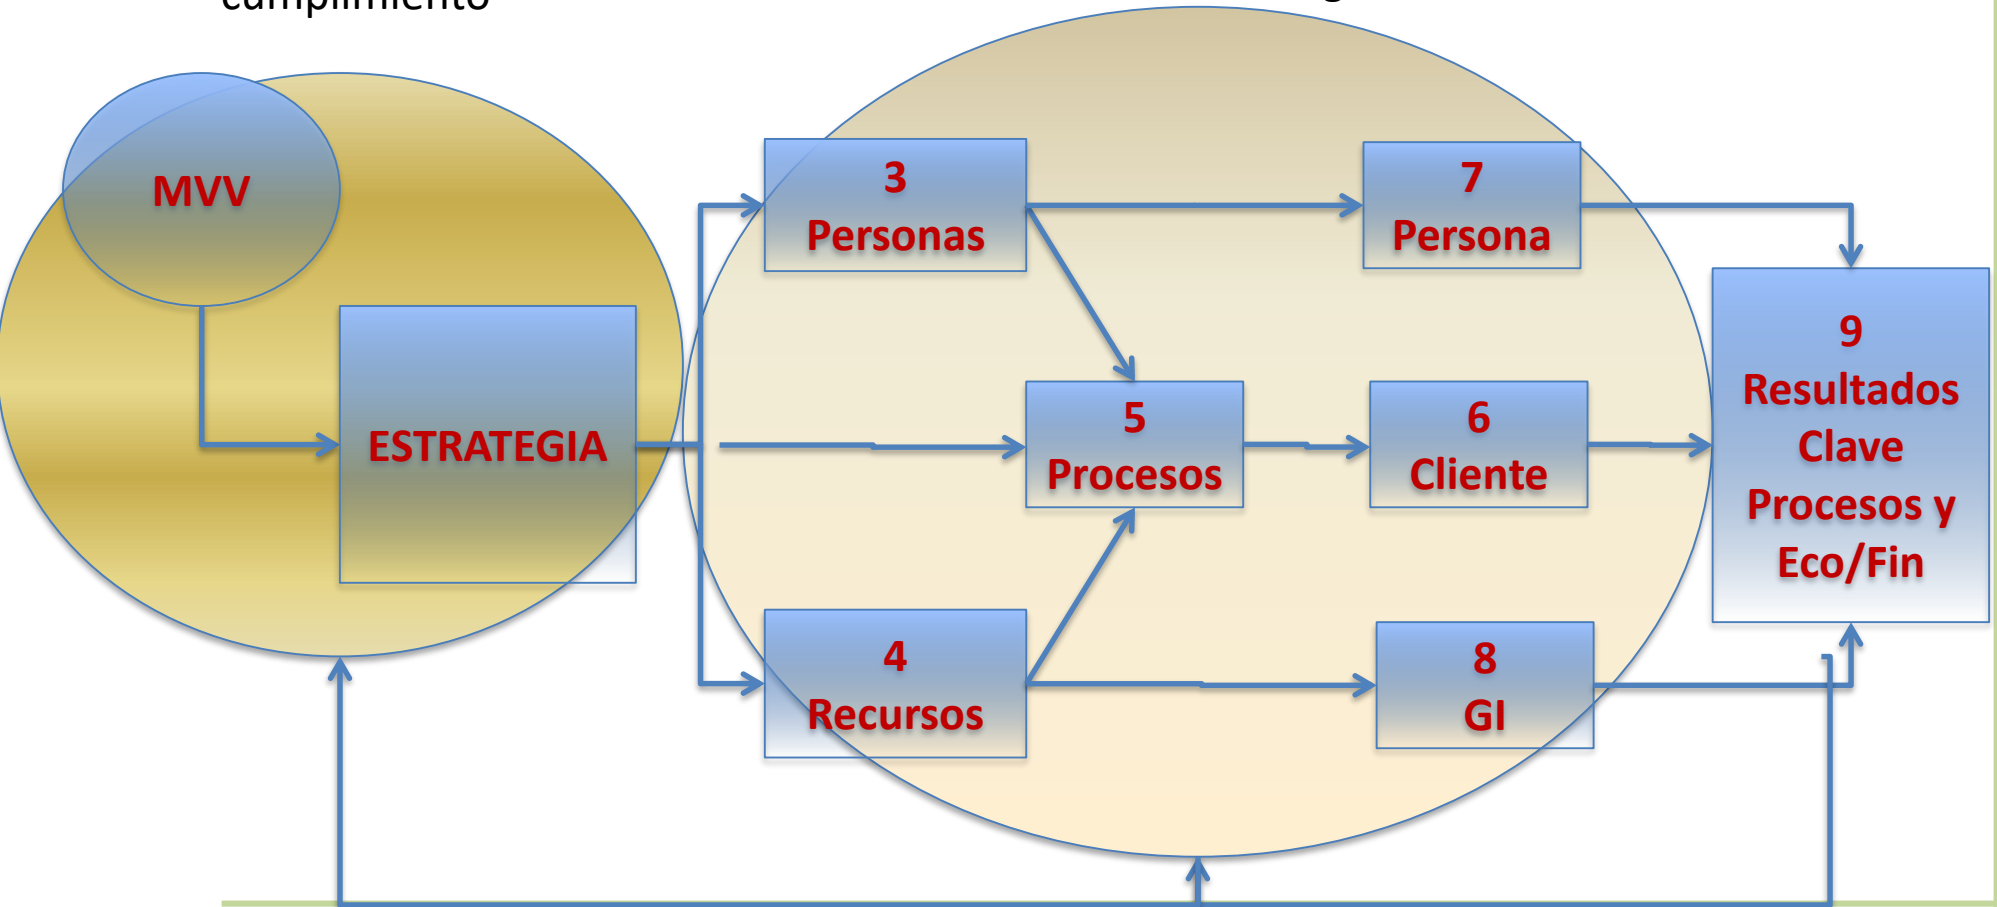 cumplimiento
MVV
ESTRATEGIA
3
Personas
7
Persona
5
Procesos
6
Cliente
4
Recursos
8
GI
9
Resultados
Clave
Procesos y
Eco/Fin